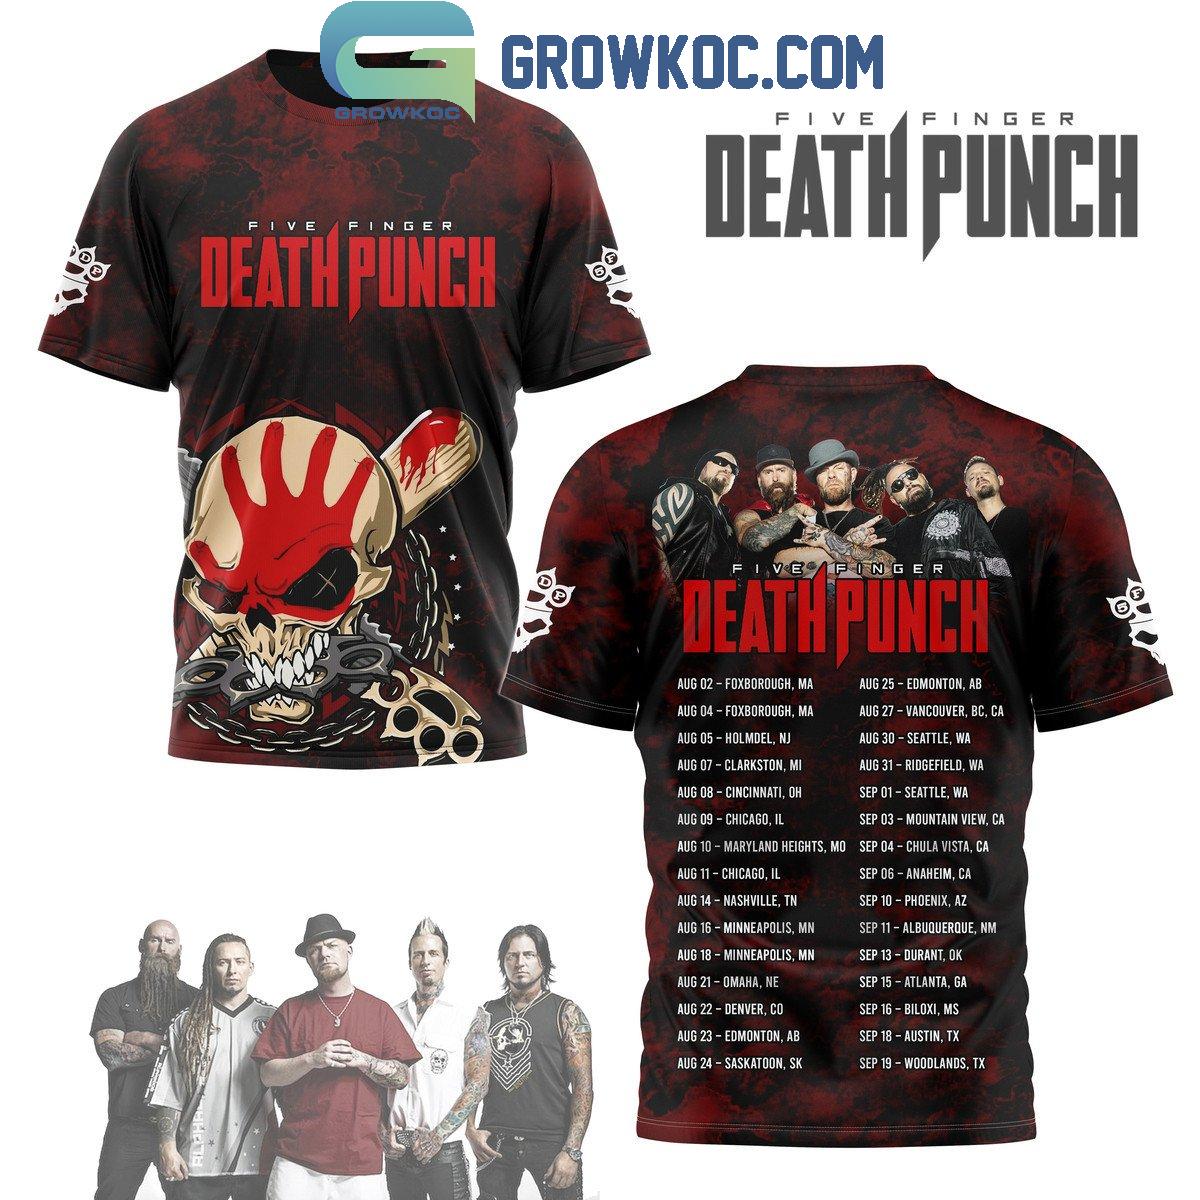 GROWKOC
GROWKOC.COM
FIVE FINGER
DEATH PUNCH
FIVE FINGER
DEATH PUNCH
5FDP
FIVE FINGER
DEATH PUNCH
AUG 02 – FOXBOROUGH, MA
AUG 04 – FOXBOROUGH, MA
AUG 05 – HOLMDEL, NJ
AUG 07 – CLARKSTON, MI
AUG 08 – CINCINNATI, OH
AUG 09 – CHICAGO, IL
AUG 10 – MARYLAND HEIGHTS, MO
AUG 11 – CHICAGO, IL
AUG 14 – NASHVILLE, TN
AUG 16 – MINNEAPOLIS, MN
AUG 18 – MINNEAPOLIS, MN
AUG 21 – OMAHA, NE
AUG 22 – DENVER, CO
AUG 23 – EDMONTON, AB
AUG 24 – SASKATOON, SK
AUG 25 – EDMONTON, AB
AUG 27 – VANCOUVER, BC, CA
AUG 30 – SEATTLE, WA
AUG 31 – RIDGEFIELD, WA
SEP 01 – SEATTLE, WA
SEP 03 – MOUNTAIN VIEW, CA
SEP 04 – CHULA VISTA, CA
SEP 06 – ANAHEIM, CA
SEP 10 – PHOENIX, AZ
SEP 11 – ALBUQUERQUE, NM
SEP 13 – DURANT, OK
SEP 15 – ATLANTA, GA
SEP 16 – BILOXI, MS
SEP 18 – AUSTIN, TX
SEP 19 – WOODLANDS, TX